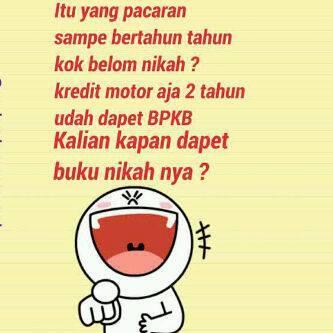 Itu yang pacaran
sampe bertahun tahun
kok belom nikah ?
kredit motor aja 2 tahun
udah dapet BPKB
Kalian kapan dapet
buku nikah nya ?